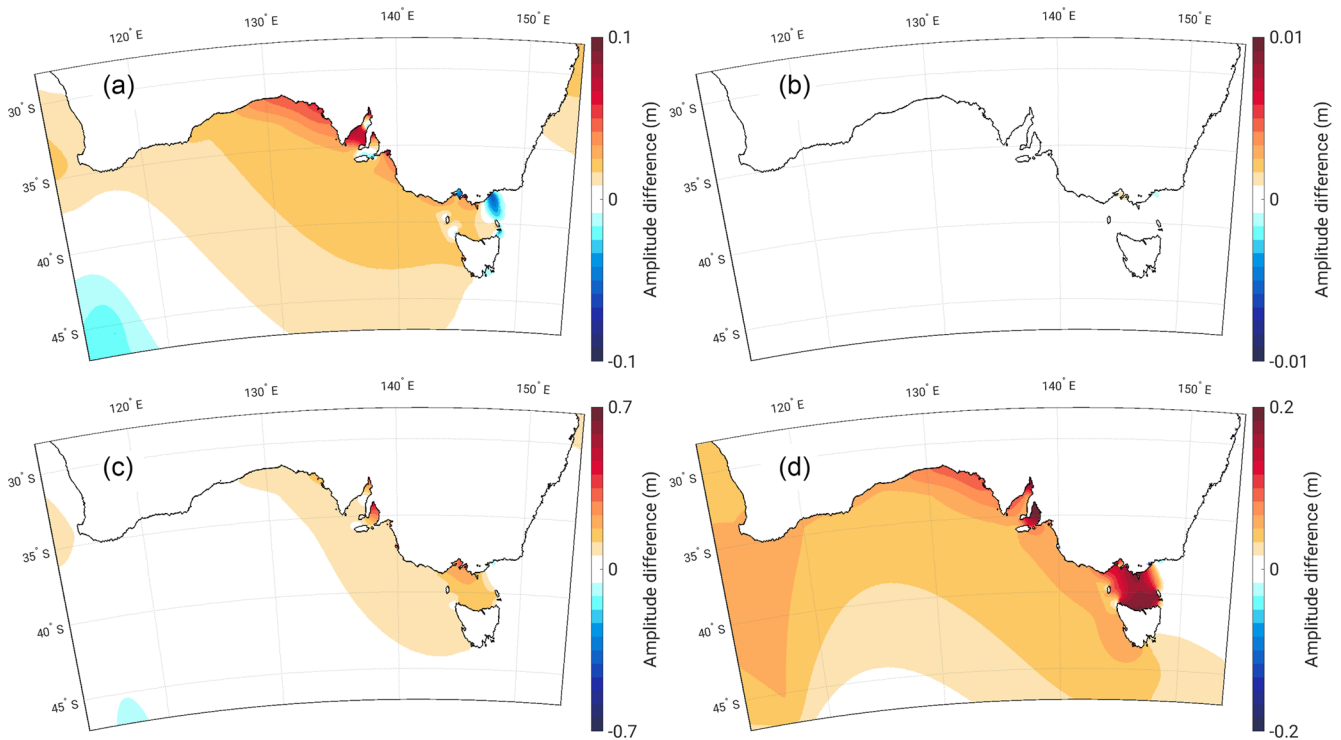 120° E
130° E
140° E
150° E
30° S
35° S
40° S
45° S
(a)
0.1
0
-0.1
Amplitude difference (m)
120° E
130° E
140° E
150° E
30° S
35° S
40° S
45° S
(b)
0.01
0
-0.01
Amplitude difference (m)
120° E
130° E
140° E
150° E
30° S
35° S
40° S
45° S
(c)
0.7
0
-0.7
Amplitude difference (m)
120° E
130° E
140° E
150° E
30° S
35° S
40° S
45° S
(d)
0.2
0
-0.2
Amplitude difference (m)